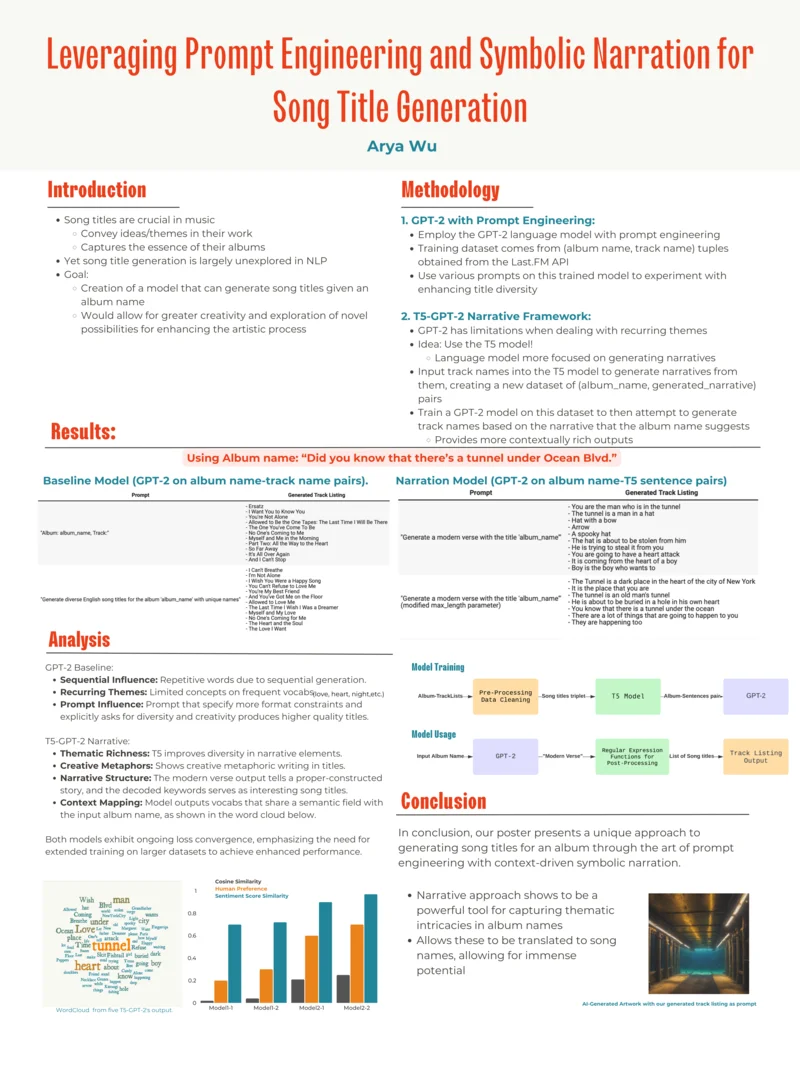 Leveraging Prompt Engineering and Symbolic Narration for
Song Title Generation
Arya Wu
Introduction
• Song titles are crucial in music
○ Convey ideas/themes in their work
○ Captures the essence of their albums
• Yet song title generation is largely unexplored in NLP
• Goal:
○ Creation of a model that can generate song titles given an
album name
○ Would allow for greater creativity and exploration of novel
possibilities for enhancing the artistic process
Methodology
1. GPT-2 with Prompt Engineering:
• Employ the GPT-2 language model with prompt engineering
• Training dataset comes from (album name, track name) tuples
obtained from the Last.FM API
• Use various prompts on this trained model to experiment with
enhancing title diversity
2. T5-GPT-2 Narrative Framework:
• GPT-2 has limitations when dealing with recurring themes
• Idea: Use the T5 model!
○ Language model more focused on generating narratives
• Input track names into the T5 model to generate narratives from
them, creating a new dataset of (album_name, generated_narrative)
pairs
• Train a GPT-2 model on this dataset to then attempt to generate
track names based on the narrative that the album name suggests
○ Provides more contextually rich outputs
Results:
Using Album name: “Did you know that there’s a tunnel under Ocean Blvd.”
Baseline Model (GPT-2 on album name-track name pairs).
Prompt Generated Track Listing
"Album: album_name, Track:"
- Ersatz
- I Want You to Know You
- You're Not Alone
- Allowed to Be the One Tapes: The Last Time I Will Be There
- The One You've Come To Be
- No One's Coming to Me
- Myself and Me in the Morning
- Part Two: All the Way to the Heart
- So Far Away
- It's All Over Again
- And I Can't Stop
"Generate diverse English song titles for the album 'album_name' with unique names"
- I Can't Breathe
- I'm Not Alone
- I Wish You Were a Happy Song
- You Can't Refuse to Love Me
- You're My Best Friend
- And You've Got Me on the Floor
- Allowed to Love Me
- The Last Time I Wish I Was a Dreamer
- Myself and My Love
- No One's Coming for Me
- The Heart and the Soul
- The Love I Want
Narration Model (GPT-2 on album name-T5 sentence pairs)
Prompt Generated Track Listing
"Generate a modern verse with the title 'album_name"
- You are the man who is in the tunnel
- The tunnel is a man in a hat
- Hat with a bow
- Arrow
- A spooky hat
- The hat is about to be stolen from him
- He is trying to steal it from you
- You are going to have a heart attack
- It is coming from the heart of a boy
- Boy is the boy who wants to
"Generate a modern verse with the title 'album_name"
(modified max_length parameter)
- The Tunnel is a dark place in the heart of the city of New York
- It is the place that you are
- The tunnel is an old man's tunnel
- He is about to be buried in a hole in his own heart
- You know that there is a tunnel under the ocean
- There are a lot of things that are going to happen to you
- They are happening too
Analysis
GPT-2 Baseline:
• Sequential Influence: Repetitive words due to sequential generation.
• Recurring Themes: Limited concepts on frequent vocabs(love, heart, night,etc.)
• Prompt Influence: Prompt that specify more format constraints and
explicitly asks for diversity and creativity produces higher quality titles.
T5-GPT-2 Narrative:
• Thematic Richness: T5 improves diversity in narrative elements.
• Creative Metaphors: Shows creative metaphoric writing in titles.
• Narrative Structure: The modern verse output tells a proper-constructed
story, and the decoded keywords serve as interesting song titles.
• Context Mapping: Model outputs vocabs that share a semantic field with
the input album name, as shown in the word cloud below.
Both models exhibit ongoing loss convergence, emphasizing the need for
extended training on larger datasets to achieve enhanced performance.
Model Training
Album-TrackLists Pre-Processing Data Cleaning Song titles triplet T5 Model Album-Sentences pair GPT-2
Model Usage
Input Album Name GPT-2 "Modern Verse" Regular Expression Functions for Post-Processing List of Song titles Track Listing Output
Conclusion
In conclusion, our poster presents a unique approach to
generating song titles for an album through the art of prompt
engineering with context-driven symbolic narration.
• Narrative approach shows to be a
powerful tool for capturing thematic
intricacies in album names
• Allows these to be translated to song
names, allowing for immense
potential
AI-Generated Artwork with our generated track listing as prompt
Wish man
Blvd
Coming under city
Ocean Love
place Time
tunnel
heart about boy
know
WordCloud from five T5-GPT-2's output
Cosine Similarity
Human Preference
Sentiment Score Similarity
1
0.8
0.6
0.4
0.2
0
Model1-1 Model1-2 Model2-1 Model2-2